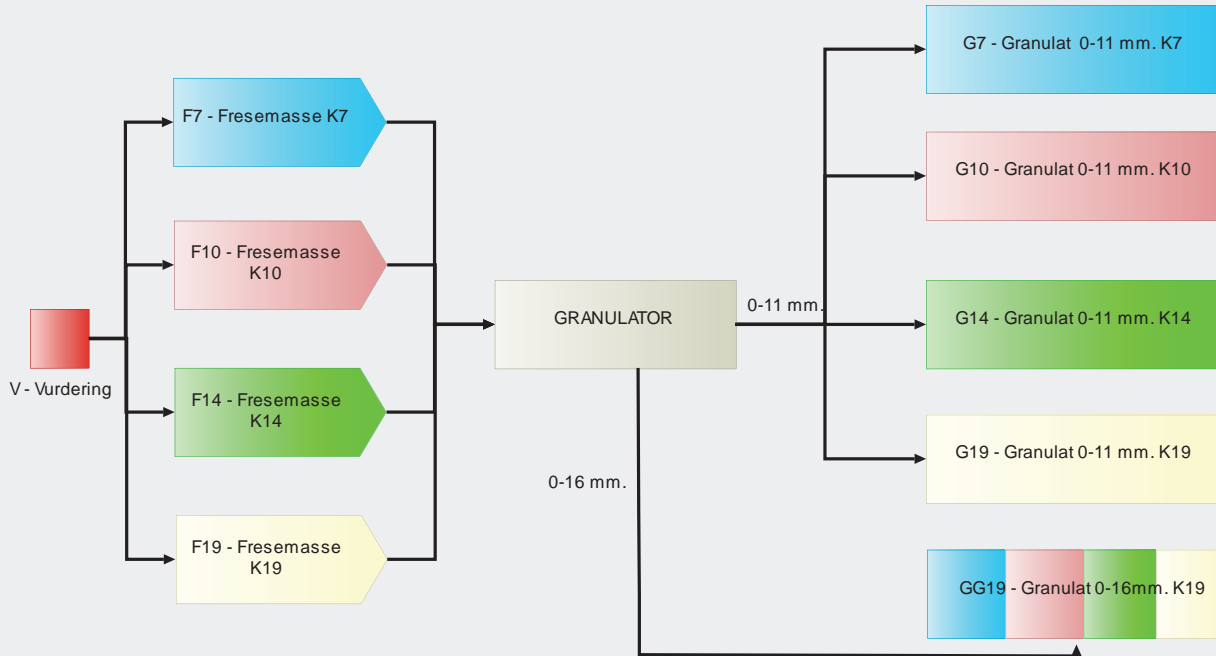 V - Vurdering
F7 - Fresemasse K7
F10 - Fresemasse
K10
F14 - Fresemasse
K14
F19 - Fresemasse
K19
GRANULATOR
0-11 mm.
0-16 mm.
G7 - Granulat 0-11 mm. K7
G10 - Granulat 0-11 mm. K10
G14 - Granulat 0-11 mm. K14
G19 - Granulat 0-11 mm. K19
GG19 - Granulat 0-16mm. K19